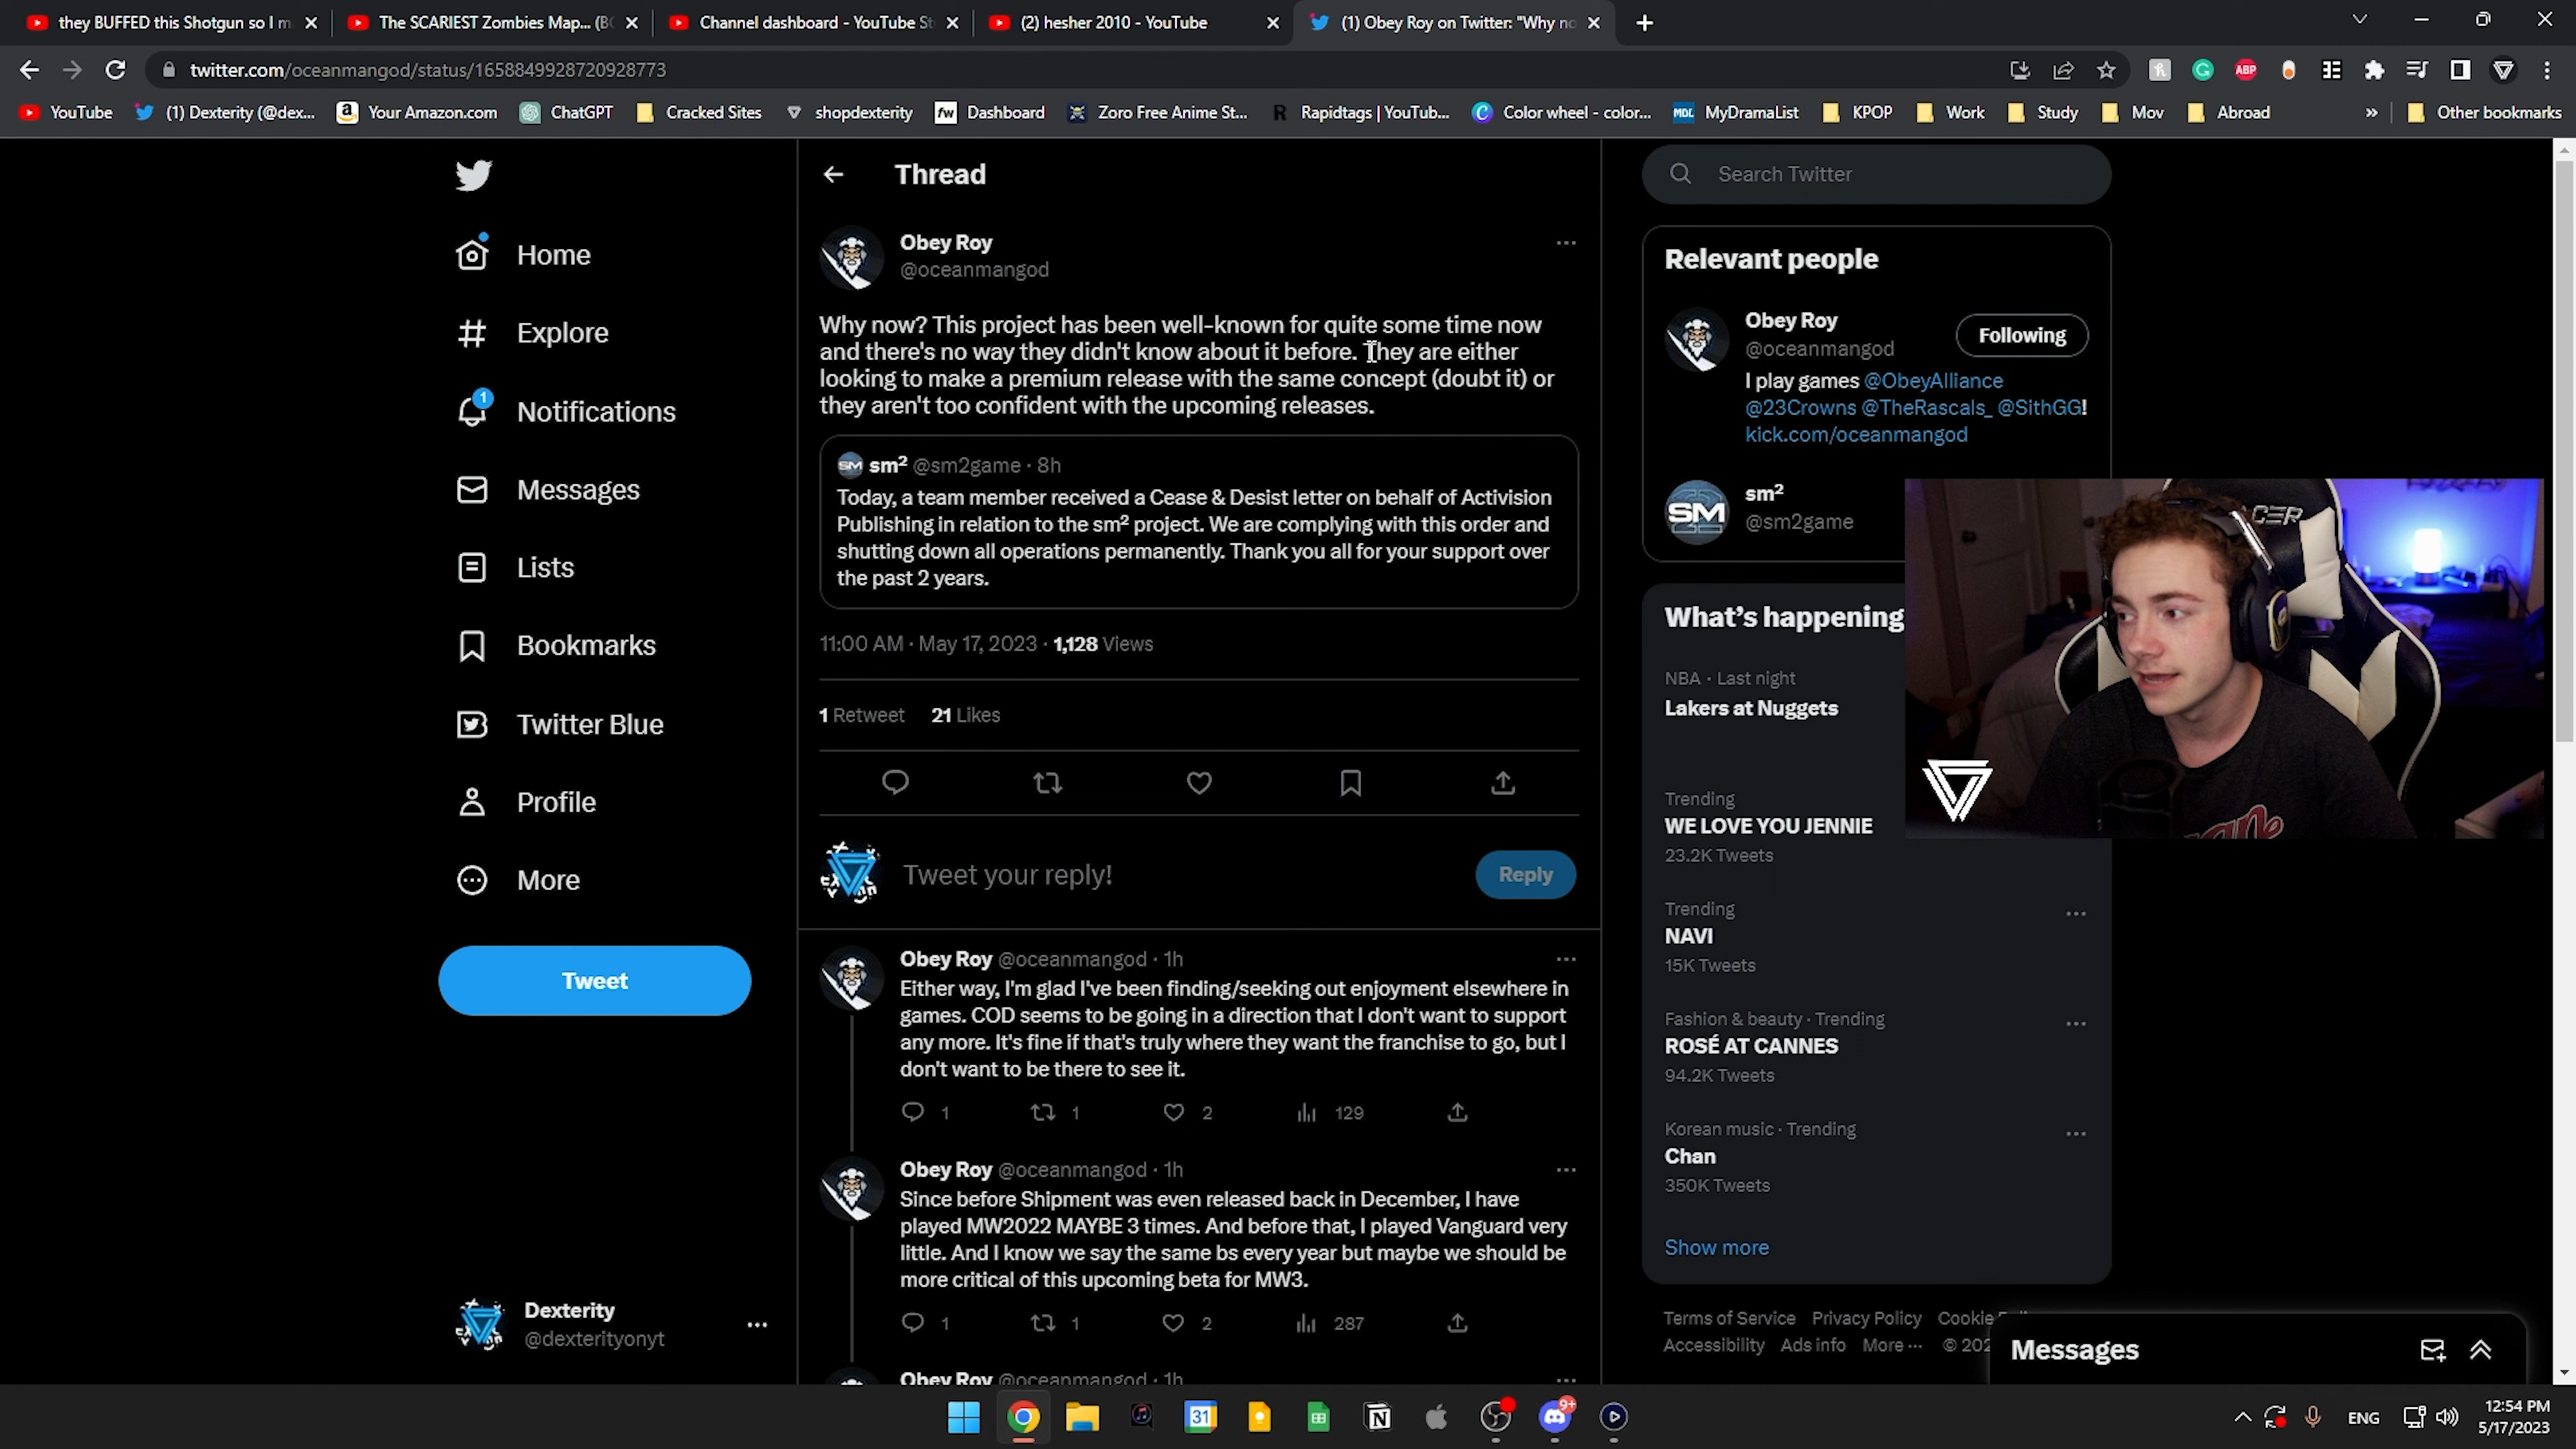 they BUFFED this Shotgun so I m
The SCARIEST Zombies Map... (BO
Channel dashboard - YouTube St
(2) hesher 2010 - YouTube
(1) Obey Roy on Twitter: "Why no
twitter.com/oceanmangod/status/1658849928720928773
ABP
YouTube
(1) Dexterity (@dex...
Your Amazon.com
ChatGPT
Cracked Sites
shopdexterity
fw Dashboard
Zoro Free Anime St...
R Rapidtags | YouTub...
Color wheel - color...
MDL MyDramaList
KPOP
Work
Study
Mov
Abroad
»
Other bookmarks
Home
Explore
1
Notifications
Messages
Lists
Bookmarks
Twitter Blue
Profile
More
Tweet
Dexterity
@dexterityonyt
Thread
Obey Roy
@oceanmangod
Why now? This project has been well-known for quite some time now
and there's no way they didn't know about it before. They are either
looking to make a premium release with the same concept (doubt it) or
they aren't too confident with the upcoming releases.
SM sm² @sm2game · 8h
Today, a team member received a Cease & Desist letter on behalf of Activision
Publishing in relation to the sm² project. We are complying with this order and
shutting down all operations permanently. Thank you all for your support over
the past 2 years.
11:00 AM · May 17, 2023 · 1,128 Views
1 Retweet 21 Likes
Tweet your reply!
Reply
Obey Roy @oceanmangod · 1h
Either way, I'm glad I've been finding/seeking out enjoyment elsewhere in
games. COD seems to be going in a direction that I don't want to support
any more. It's fine if that's truly where they want the franchise to go, but I
don't want to be there to see it.
1 1 2 129
Obey Roy @oceanmangod · 1h
Since before Shipment was even released back in December, I have
played MW2022 MAYBE 3 times. And before that, I played Vanguard very
little. And I know we say the same bs every year but maybe we should be
more critical of this upcoming beta for MW3.
1 1 2 287
Obey Roy @oceanmangod · 1h
Search Twitter
Relevant people
Obey Roy
@oceanmangod
Following
I play games @ObeyAlliance
@23Crowns @TheRascals_ @SithGG!
kick.com/oceanmangod
SM
sm²
@sm2game
What's happening
NBA · Last night
Lakers at Nuggets
Trending
WE LOVE YOU JENNIE
23.2K Tweets
Trending
NAVI
15K Tweets
Fashion & beauty · Trending
ROSÉ AT CANNES
94.2K Tweets
Korean music · Trending
Chan
350K Tweets
Show more
Terms of Service Privacy Policy Cookie
Accessibility Ads info More ··· © 202
Messages
31
9+
ENG
12:54 PM
5/17/2023